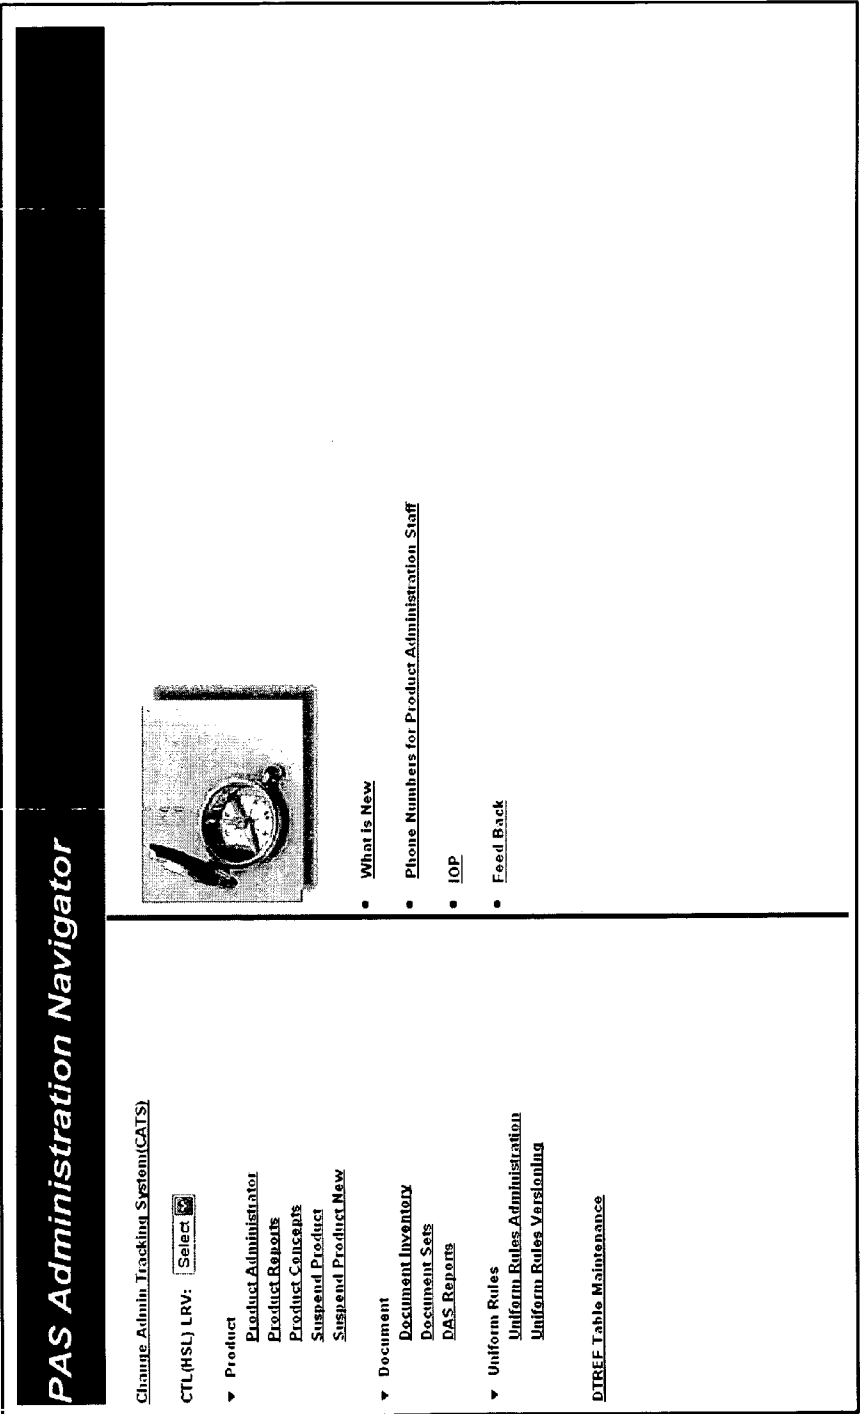 PAS Administration Navigator
Change Admin Tracking System(CATS)
CTL(HSL) LRV: Select
Product
Product Administrator
Product Reports
Product Concepts
Suspend Product
Suspend Product New
Document
Document Inventory
Document Sets
DAS Reports
Uniform Rules
Uniform Rules Administration
Uniform Rules Versioning
DTREF Table Maintenance
What is New
Phone Numbers for Product Administration Staff
IOP
Feed Back